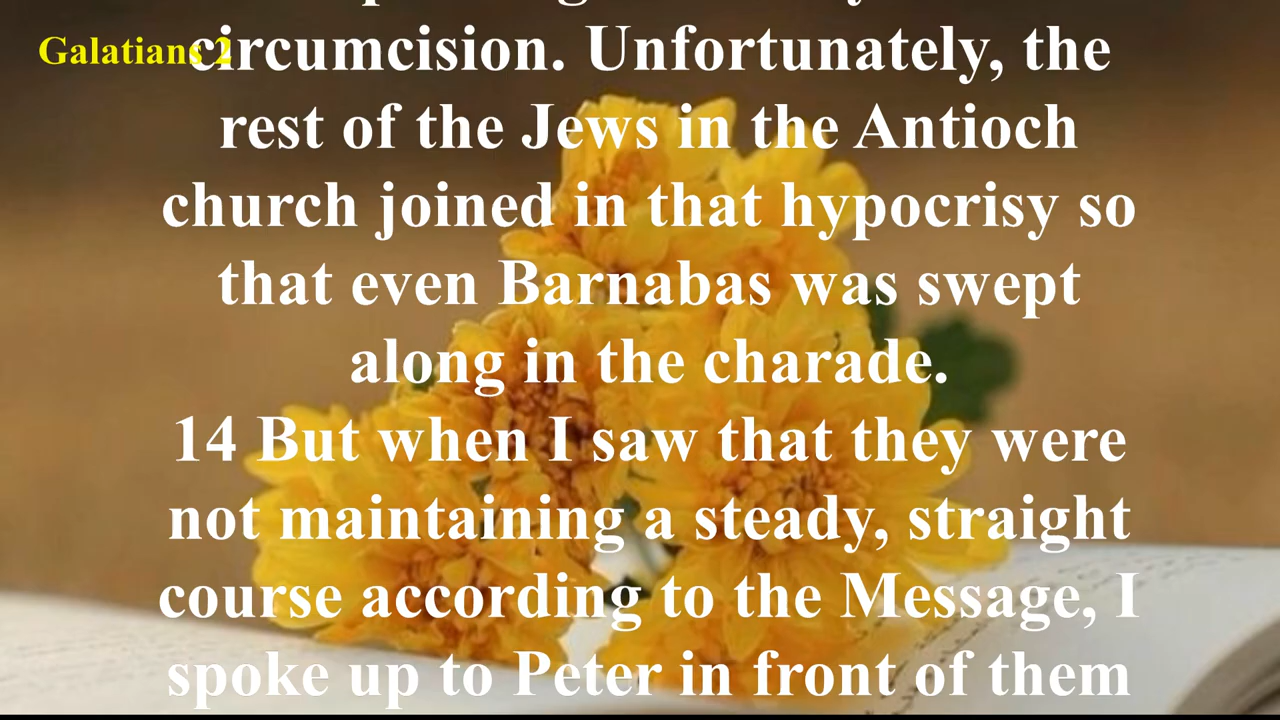 Galatians 2
circumcision. Unfortunately, the
rest of the Jews in the Antioch
church joined in that hypocrisy so
that even Barnabas was swept
along in the charade.
14 But when I saw that they were
not maintaining a steady, straight
course according to the Message, I
spoke up to Peter in front of them